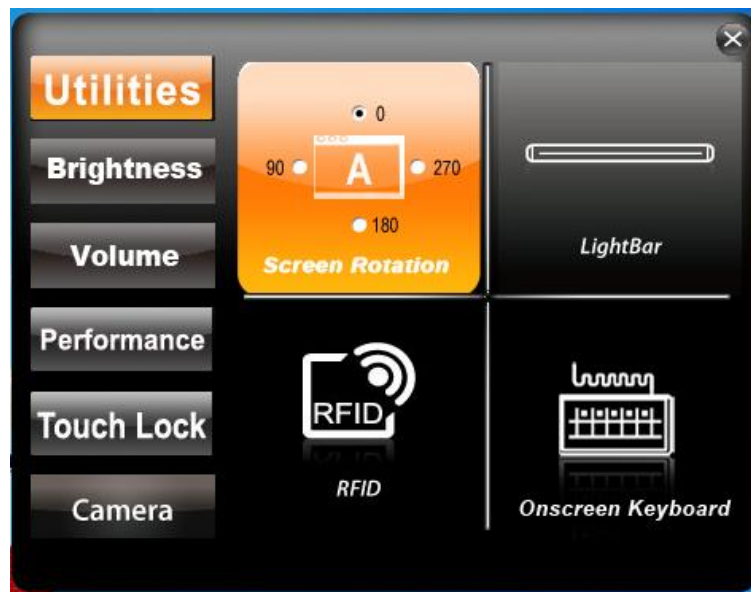 Utilities
Brightness
Volume
Performance
Touch Lock
Camera
0
90
A
270
180
Screen Rotation
LightBar
RFID
RFID
Onscreen Keyboard